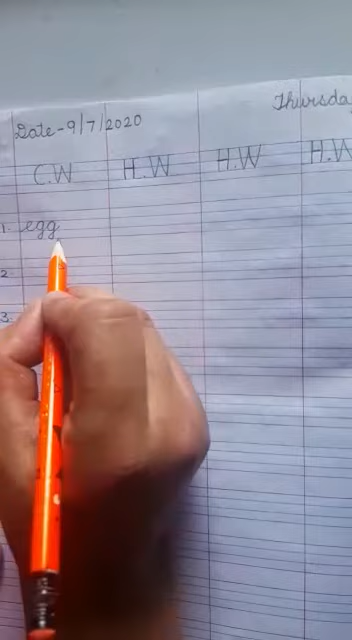 Date-9/7/2020 Thursda
C.W H.W H.W H.W
1. egg
2.
3.